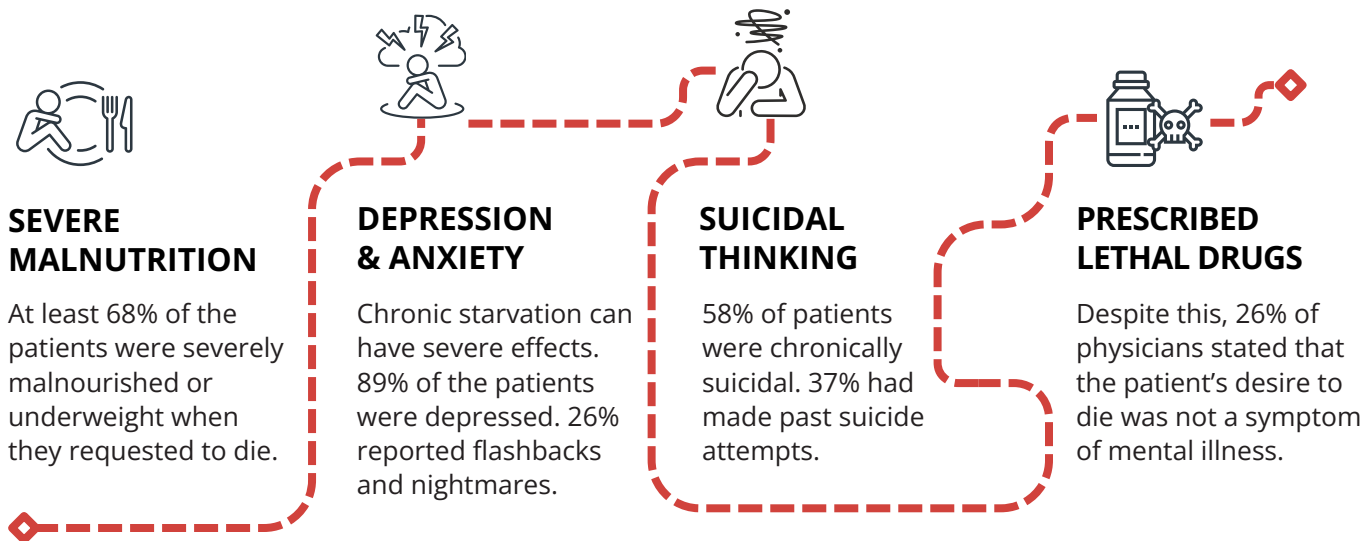 SEVERE
MALNUTRITION
At least 68% of the
patients were severely
malnourished or
underweight when
they requested to die.
DEPRESSION
& ANXIETY
Chronic starvation can
have severe effects.
89% of the patients
were depressed. 26%
reported flashbacks
and nightmares.
SUICIDAL
THINKING
58% of patients
were chronically
suicidal. 37% had
made past suicide
attempts.
PRESCRIBED
LETHAL DRUGS
Despite this, 26% of
physicians stated that
the patient’s desire to
die was not a symptom
of mental illness.